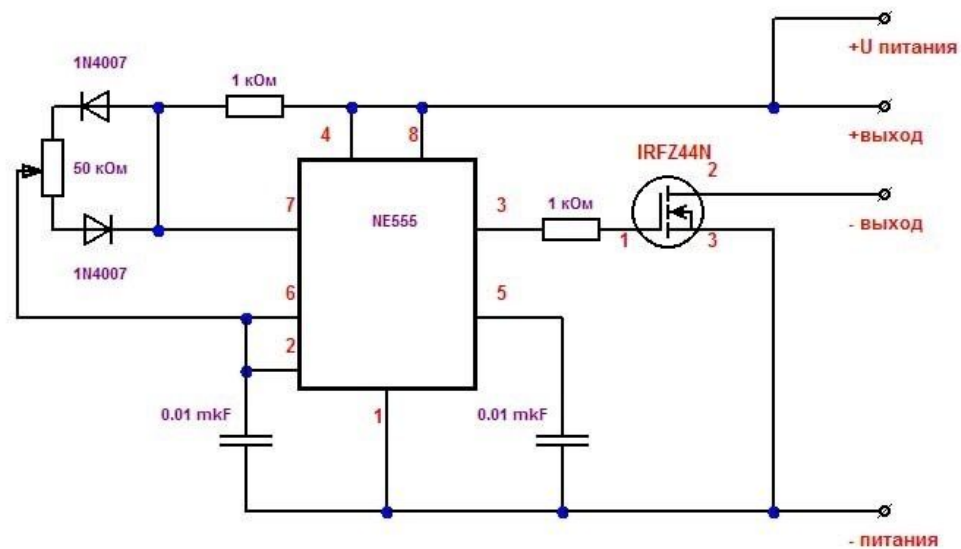 +U питания
1N4007
1 кОм
+выход
4
8
IRFZ44N
2
50 кОм
7
3
1 кОм
NE555
- выход
1
3
1N4007
6
5
2
0.01 mkF
1
0.01 mkF
- питания